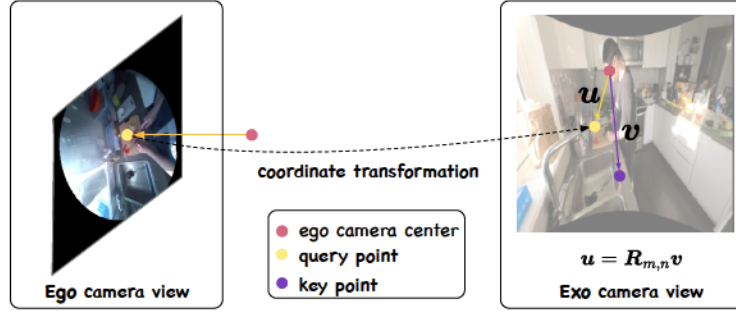 u
v
coordinate transformation
ego camera center
query point
key point
Ego camera view
u = R_{m,n}v
Exo camera view